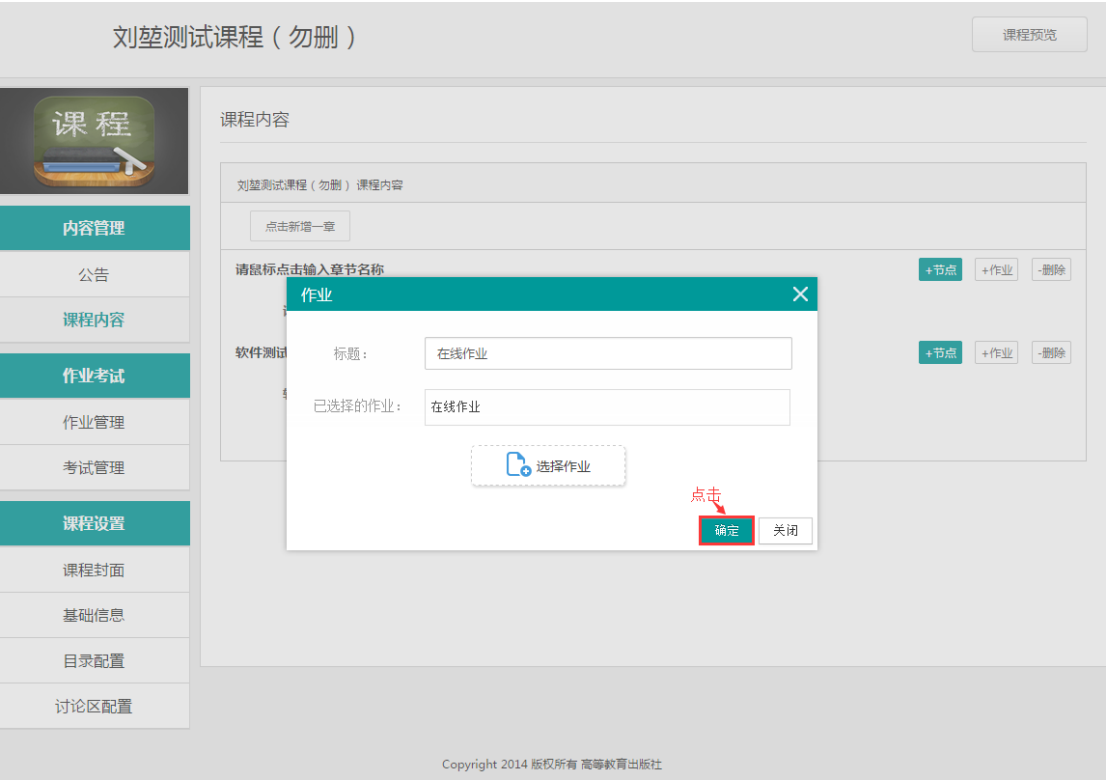 刘堃测试课程（勿删）
课程预览
课程
内容管理
公告
课程内容
作业考试
作业管理
考试管理
课程设置
课程封面
基础信息
目录配置
讨论区配置
课程内容
刘堃测试课程（勿删） 课程内容
点击新增一章
请鼠标点击输入章节名称
+节点 +作业 -删除
软件测试
+节点 +作业 -删除
作业
标题： 在线作业
已选择的作业： 在线作业
选择作业
点击
确定 关闭
Copyright 2014 版权所有 高等教育出版社